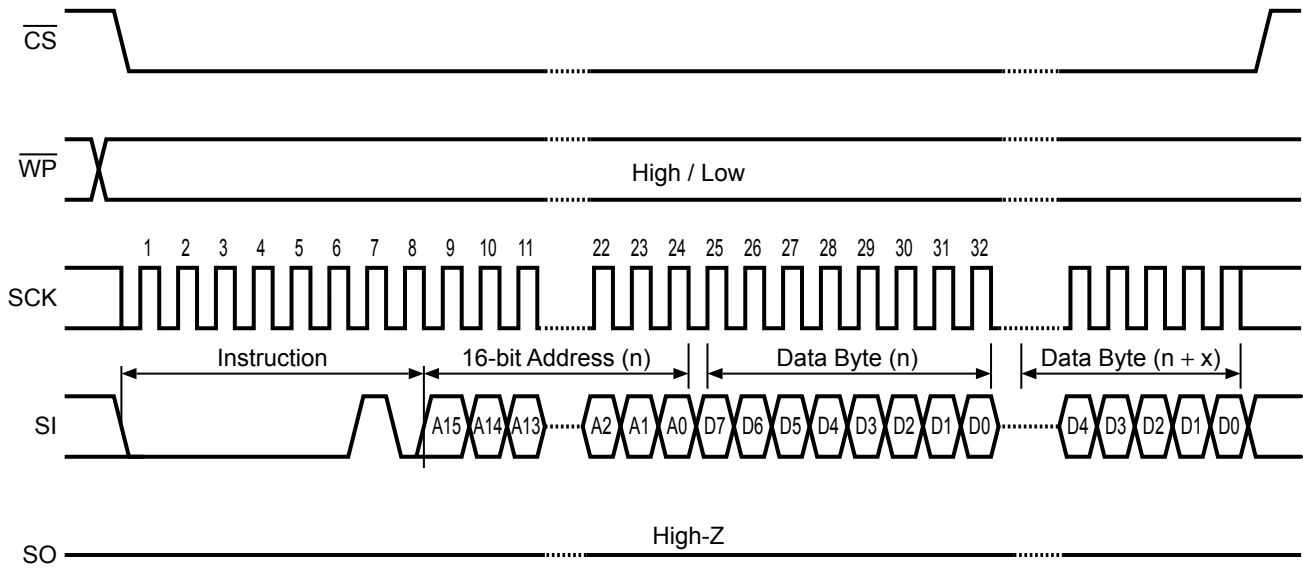 CS
WP
High / Low
1 2 3 4 5 6 7 8 9 10 11 22 23 24 25 26 27 28 29 30 31 32
SCK
Instruction 16-bit Address (n) Data Byte (n) Data Byte (n + x)
SI A15 A14 A13 A2 A1 A0 D7 D6 D5 D4 D3 D2 D1 D0 D4 D3 D2 D1 D0
High-Z
SO